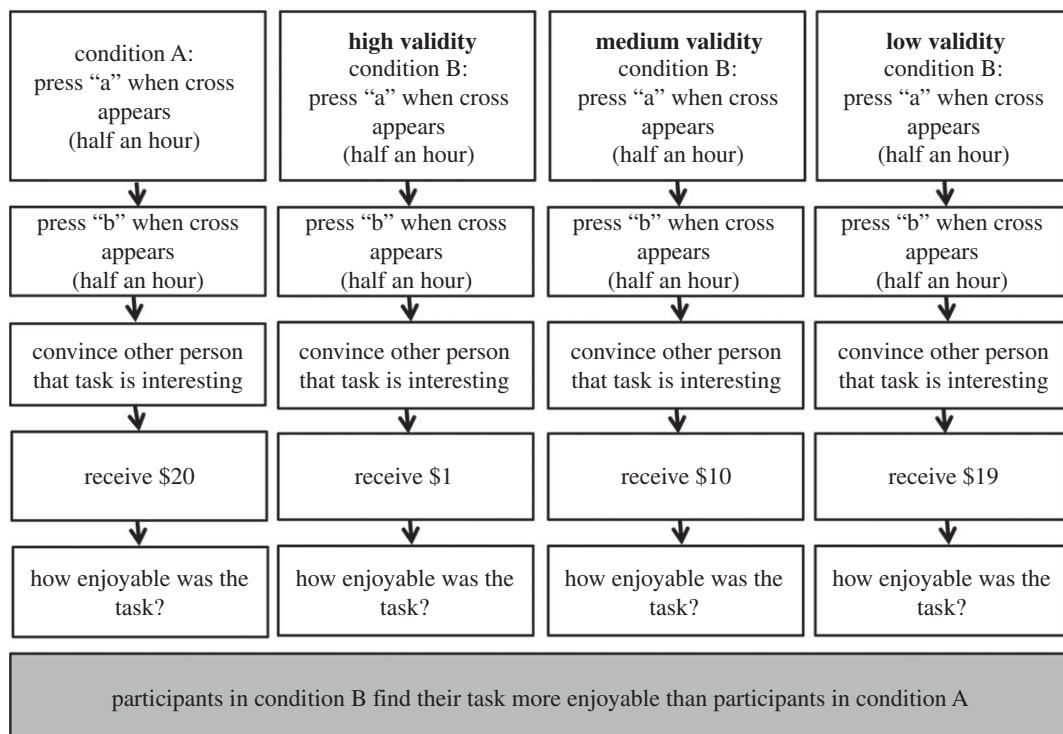 condition A:
press “a” when cross
appears
(half an hour)
press “b” when cross
appears
(half an hour)
convince other person
that task is interesting
receive $20
how enjoyable was the
task?
high validity
condition B:
press “a” when cross
appears
(half an hour)
press “b” when cross
appears
(half an hour)
convince other person
that task is interesting
receive $1
how enjoyable was the
task?
medium validity
condition B:
press “a” when cross
appears
(half an hour)
press “b” when cross
appears
(half an hour)
convince other person
that task is interesting
receive $10
how enjoyable was the
task?
low validity
condition B:
press “a” when cross
appears
(half an hour)
press “b” when cross
appears
(half an hour)
convince other person
that task is interesting
receive $19
how enjoyable was the
task?
participants in condition B find their task more enjoyable than participants in condition A